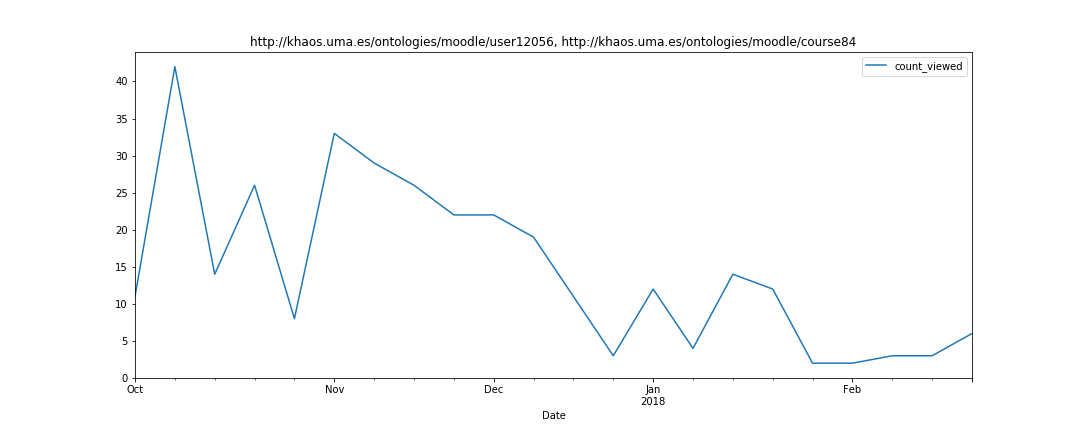 http://khaos.uma.es/ontologies/moodle/user12056, http://khaos.uma.es/ontologies/moodle/course84
count_viewed
40
35
30
25
20
15
10
5
0
Oct
Nov
Dec
Jan
2018
Feb
Date